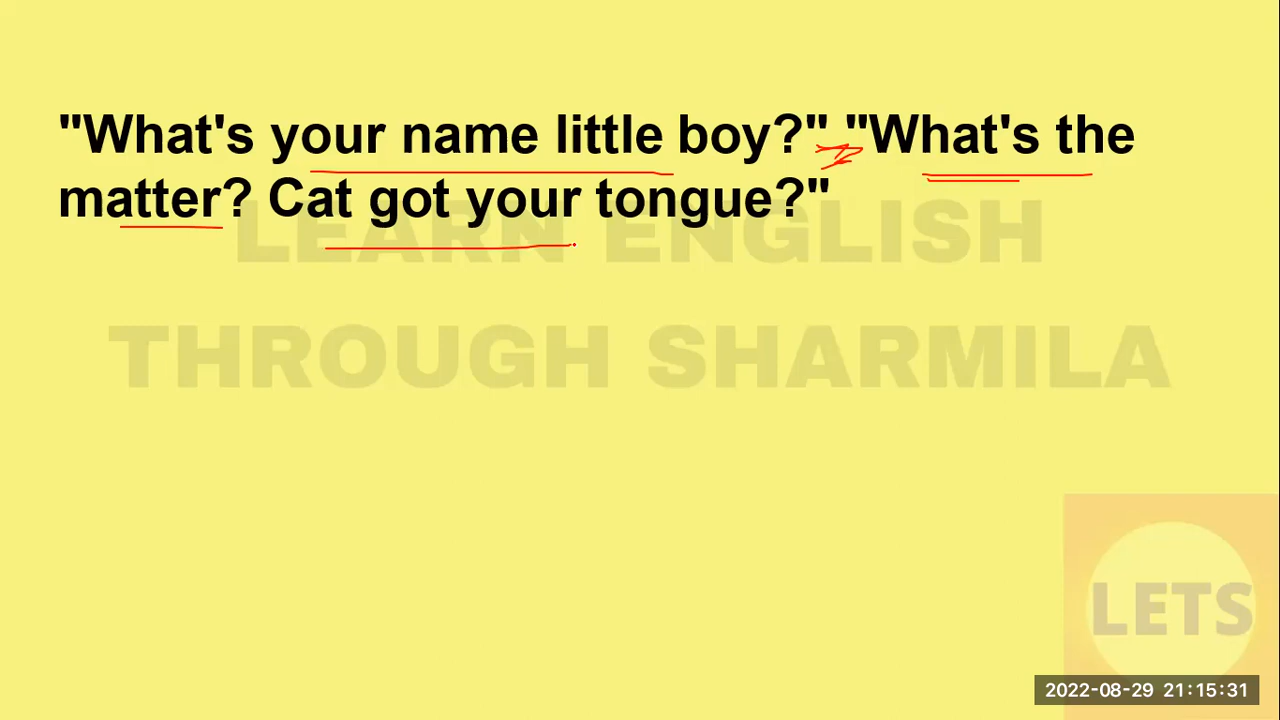 "What's your name little boy?" "What's the
matter? Cat got your tongue?"
LEARN ENGLISH
THROUGH SHARMILA
LETS
2022-08-29 21:15:31